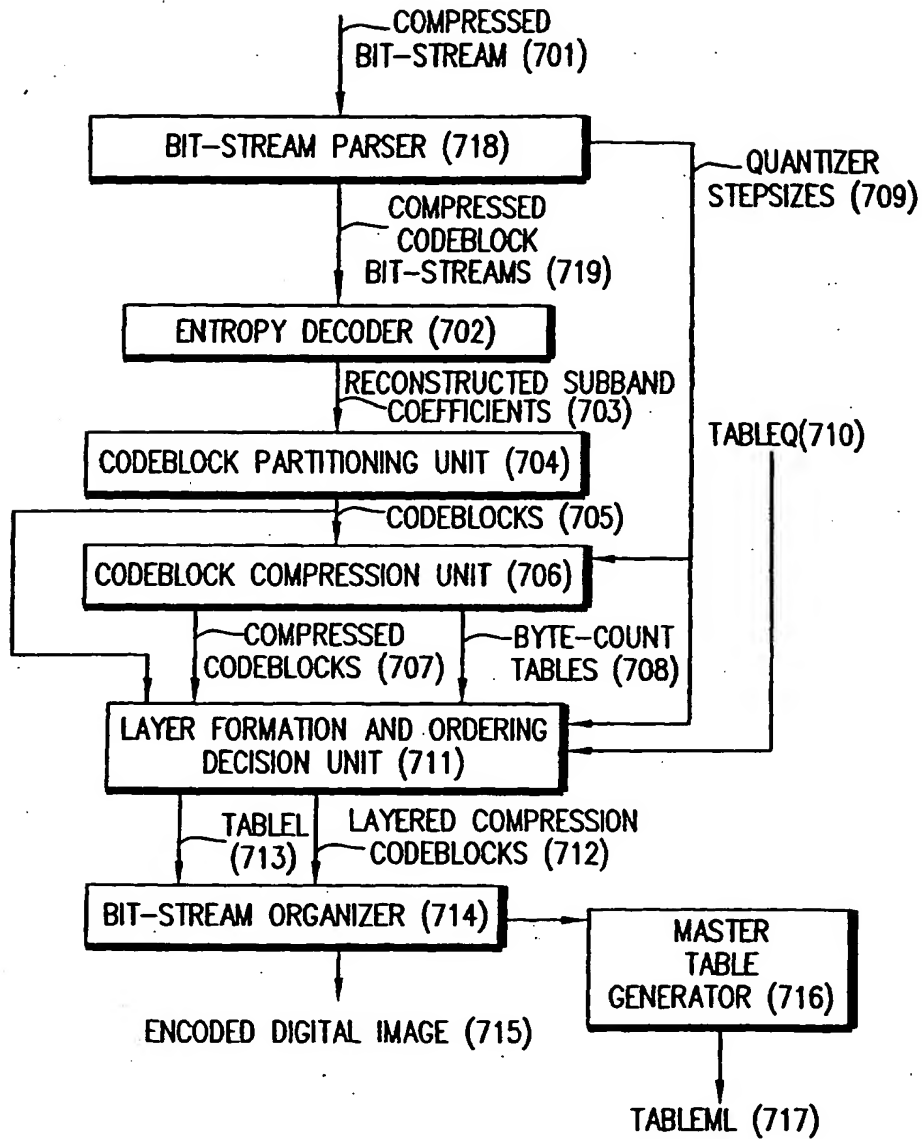 COMPRESSED
BIT-STREAM (701)
BIT-STREAM PARSER (718)
QUANTIZER
STEPSIZES (709)
COMPRESSED
CODEBLOCK
BIT-STREAMS (719)
ENTROPY DECODER (702)
RECONSTRUCTED SUBBAND
COEFFICIENTS (703)
TABLEQ(710)
CODEBLOCK PARTITIONING UNIT (704)
CODEBLOCKS (705)
CODEBLOCK COMPRESSION UNIT (706)
COMPRESSED
CODEBLOCKS (707)
BYTE-COUNT
TABLES (708)
LAYER FORMATION AND ORDERING
DECISION UNIT (711)
TABLEL
(713)
LAYERED COMPRESSION
CODEBLOCKS (712)
BIT-STREAM ORGANIZER (714)
MASTER
TABLE
GENERATOR (716)
ENCODED DIGITAL IMAGE (715)
TABLEML (717)